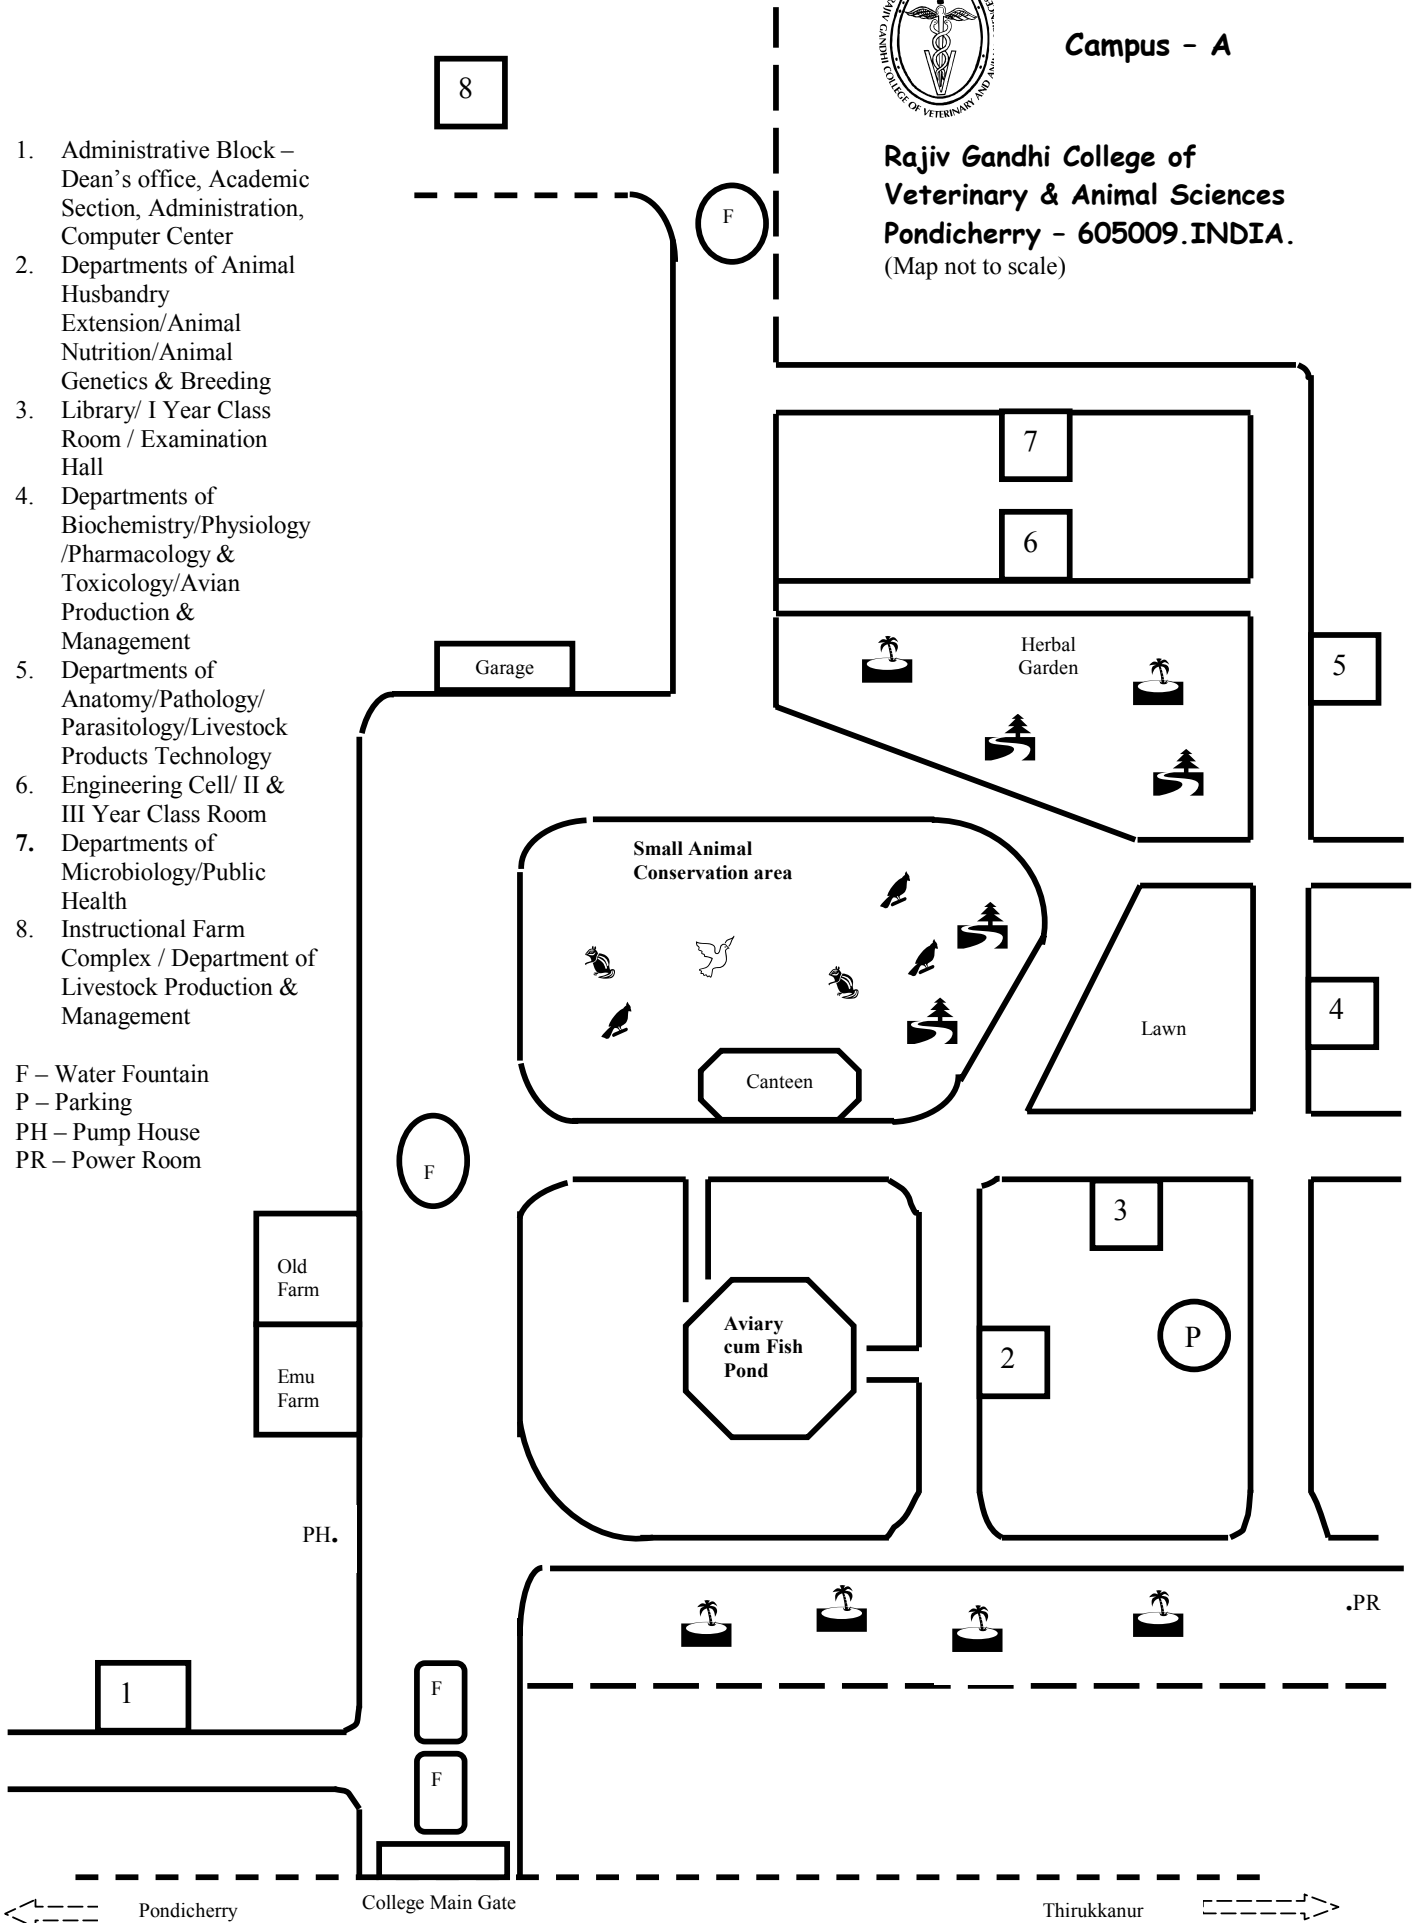 Campus – A
RAJIV GANDHI COLLEGE OF VETERINARY AND
Rajiv Gandhi College of
Veterinary & Animal Sciences
Pondicherry – 605009.INDIA.
(Map not to scale)
1. Administrative Block –
Dean’s office, Academic
Section, Administration,
Computer Center
2. Departments of Animal
Husbandry
Extension/Animal
Nutrition/Animal
Genetics & Breeding
3. Library/ I Year Class
Room / Examination
Hall
4. Departments of
Biochemistry/Physiology
/Pharmacology &
Toxicology/Avian
Production &
Management
5. Departments of
Anatomy/Pathology/
Parasitology/Livestock
Products Technology
6. Engineering Cell/ II &
III Year Class Room
7. Departments of
Microbiology/Public
Health
8. Instructional Farm
Complex / Department of
Livestock Production &
Management
F – Water Fountain
P – Parking
PH – Pump House
PR – Power Room
8
F
7
6
Herbal
Garden
Garage
5
Small Animal
Conservation area
Lawn
4
Canteen
F
3
Old
Farm
Aviary
cum Fish
Pond
P
2
Emu
Farm
PH.
.PR
1
F
F
College Main Gate
Pondicherry
Thirukkanur